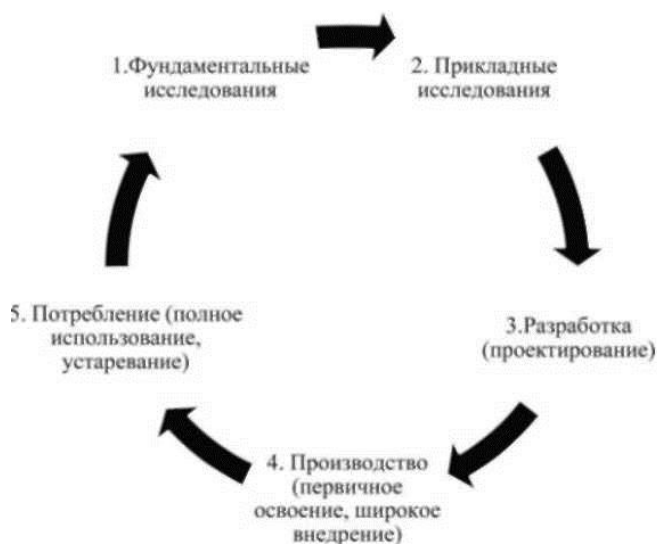 1.Фундаментальные
исследования
2. Прикладные
исследования
3.Разработка
(проектирование)
4. Производство
(первичное
освоение, широкое
внедрение)
5. Потребление (полное
использование,
устаревание)